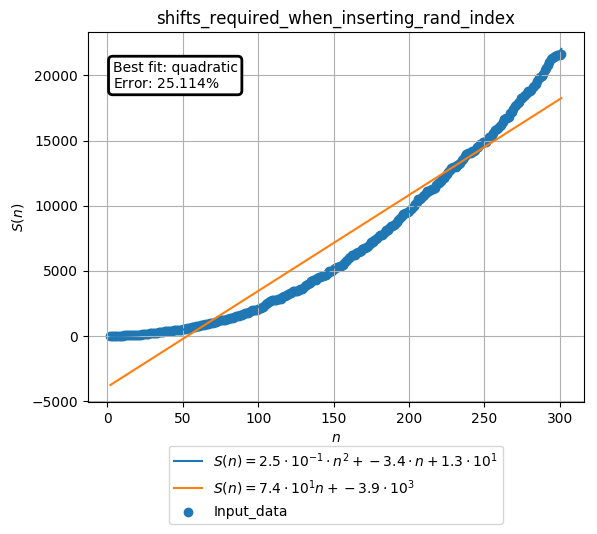 shifts_required_when_inserting_rand_index
Best fit: quadratic
Error: 25.114%
20000
15000
10000
5000
0
−5000
S(n)
0 50 100 150 200 250 300
n
S(n) = 2.5 · 10⁻¹ · n² + −3.4 · n + 1.3 · 10¹
S(n) = 7.4 · 10¹n + −3.9 · 10³
Input_data